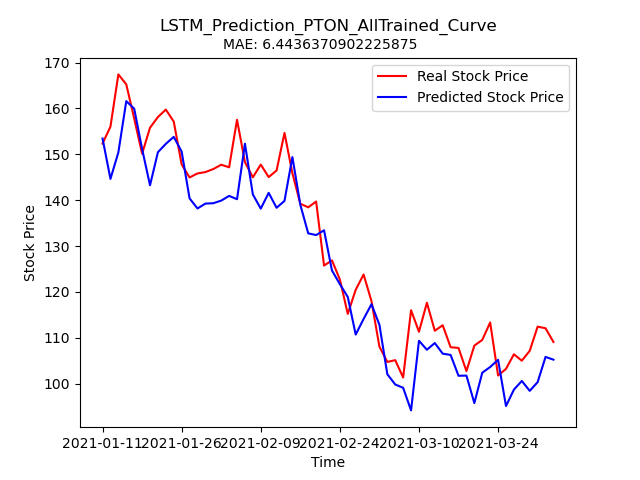 LSTM_Prediction_PTON_AllTrained_Curve
MAE: 6.4436370902225875
Real Stock Price
Predicted Stock Price
Stock Price
170
160
150
140
130
120
110
100
2021-01-11 2021-01-26 2021-02-09 2021-02-24 2021-03-10 2021-03-24
Time